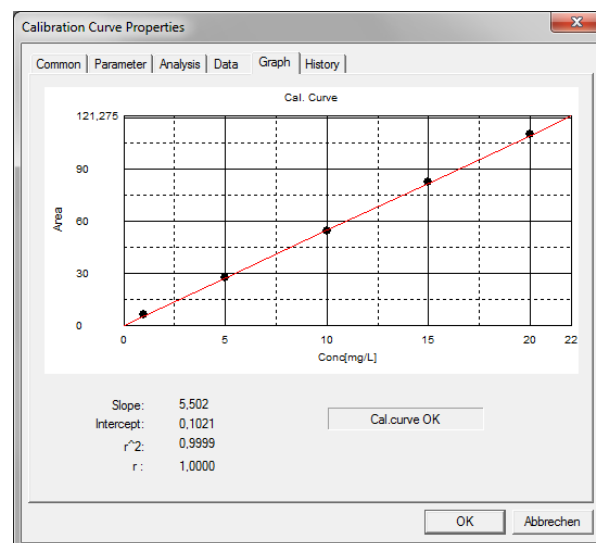 Calibration Curve Properties
Common Parameter Analysis Data Graph History
Cal. Curve
121,275
90
60
30
0
Area
0 5 10 15 20 22
Conc[mg/L]
Slope: 5,502
Intercept: 0,1021
r^2: 0,9999
r : 1,0000
Cal.curve OK
OK Abbrechen